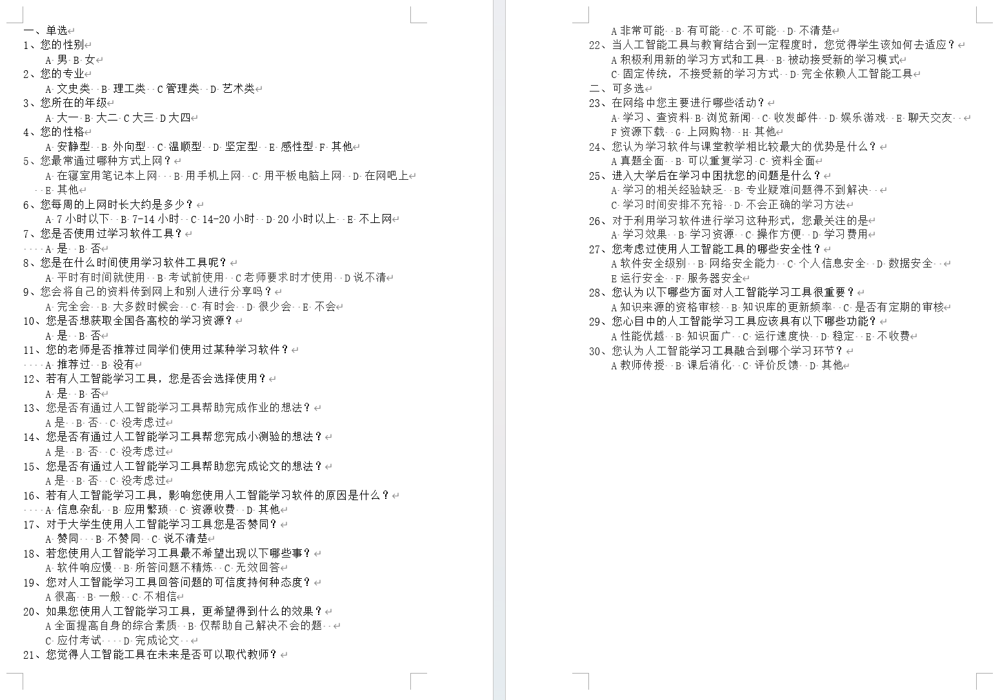 一、单选
1、您的性别
A 男 B 女
2、您的专业
A 文史类 B 理工类 C 管理类 D 艺术类
3、您所在的年级
A 大一 B 大二 C 大三 D 大四
4、您的性格
A 安静型 B 外向型 C 温顺型 D 坚定型 E 感性型 F 其他
5、您最常通过哪种方式上网？
A 在寝室用笔记本上网 B 用手机上网 C 用平板电脑上网 D 在网吧上
E 其他
6、您每周的上网时长大约是多少？
A 7 小时以下 B 7-14 小时 C 14-20 小时 D 20 小时以上 E 不上网
7、您是否使用过学习软件工具？
A 是 B 否
8、您是在什么时间使用学习软件工具呢？
A 平时有时间就使用 B 考试前使用 C 老师要求时才使用 D 说不清
9、您会将自己的资料传到网上和别人进行分享吗？
A 完全会 B 大多数时候会 C 有时会 D 很少会 E 不会
10、您是否想获取全国各高校的学习资源？
A 是 B 否
11、您的老师是否推荐过同学们使用过某种学习软件？
A 推荐过 B 没有
12、若有人工智能学习工具，您是否会选择使用？
A 是 B 否
13、您是否有通过人工智能学习工具帮助完成作业的想法？
A 是 B 否 C 没考虑过
14、您是否有通过人工智能学习工具帮您完成小测验的想法？
A 是 B 否 C 没考虑过
15、您是否有通过人工智能学习工具帮助您完成论文的想法？
A 是 B 否 C 没考虑过
16、若有人工智能学习工具，影响您使用人工智能学习软件的原因是什么？
A 信息杂乱 B 应用繁琐 C 资源收费 D 其他
17、对于大学生使用人工智能学习工具您是否赞同？
A 赞同 B 不赞同 C 说不清楚
18、若您使用人工智能学习工具最不希望出现以下哪些事？
A 软件响应慢 B 所答问题不精炼 C 无效回答
19、您对人工智能学习工具回答问题的可信度持何种态度？
A 很高 B 一般 C 不相信
20、如果您使用人工智能学习工具，更希望得到什么的效果？
A 全面提高自身的综合素质 B 仅帮助自己解决不会的题
C 应付考试 D 完成论文
21、您觉得人工智能工具在未来是否可以取代教师？
A 非常可能 B 有可能 C 不可能 D 不清楚
22、当人工智能工具与教育结合到一定程度时，您觉得学生该如何去适应？
A 积极利用新的学习方式和工具 B 被动接受新的学习模式
C 固定传统，不接受新的学习方式 D 完全依赖人工智能工具
二、可多选
23、在网络中您主要进行哪些活动？
A 学习、查资料 B 浏览新闻 C 收发邮件 D 娱乐游戏 E 聊天交友
F 资源下载 G 上网购物 H 其他
24、您认为学习软件与课堂教学相比较最大的优势是什么？
A 真题全面 B 可以重复学习 C 资料全面
25、进入大学后在学习中困扰您的问题是什么？
A 学习的相关经验缺乏 B 专业疑难问题得不到解决
C 学习时间安排不充裕 D 不会正确的学习方法
26、对于利用学习软件进行学习这种形式，您最关注的是
A 学习效果 B 学习资源 C 操作方便 D 学习费用
27、您考虑过使用人工智能工具的哪些安全性？
A 软件安全级别 B 网络安全能力 C 个人信息安全 D 数据安全
E 运行安全 F 服务器安全
28、您认为以下哪些方面对人工智能学习工具很重要？
A 知识来源的资格审核 B 知识库的更新频率 C 是否有定期的审核
29、您心目中的人工智能学习工具应该具有以下哪些功能？
A 性能优越 B 知识面广 C 运行速度快 D 稳定 E 不收费
30、您认为人工智能学习工具融合到哪个学习环节？
A 教师传授 B 课后消化 C 评价反馈 D 其他